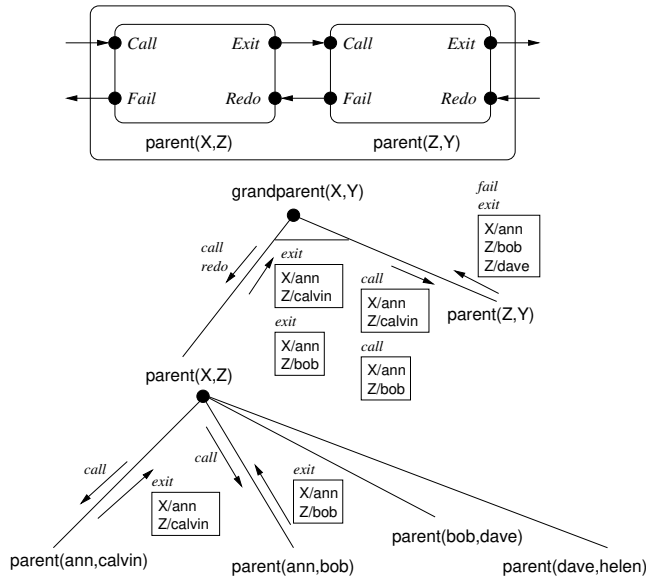 Call Exit Call Exit
Fail Redo Fail Redo
parent(X,Z) parent(Z,Y)
grandparent(X,Y)
fail
exit
X/ann
Z/bob
Z/dave
call
redo
exit
X/ann
Z/calvin
call
X/ann
Z/calvin
parent(Z,Y)
exit
X/ann
Z/bob
call
X/ann
Z/bob
parent(X,Z)
call
exit
X/ann
Z/calvin
call
exit
X/ann
Z/bob
parent(ann,calvin)
parent(ann,bob)
parent(bob,dave)
parent(dave,helen)